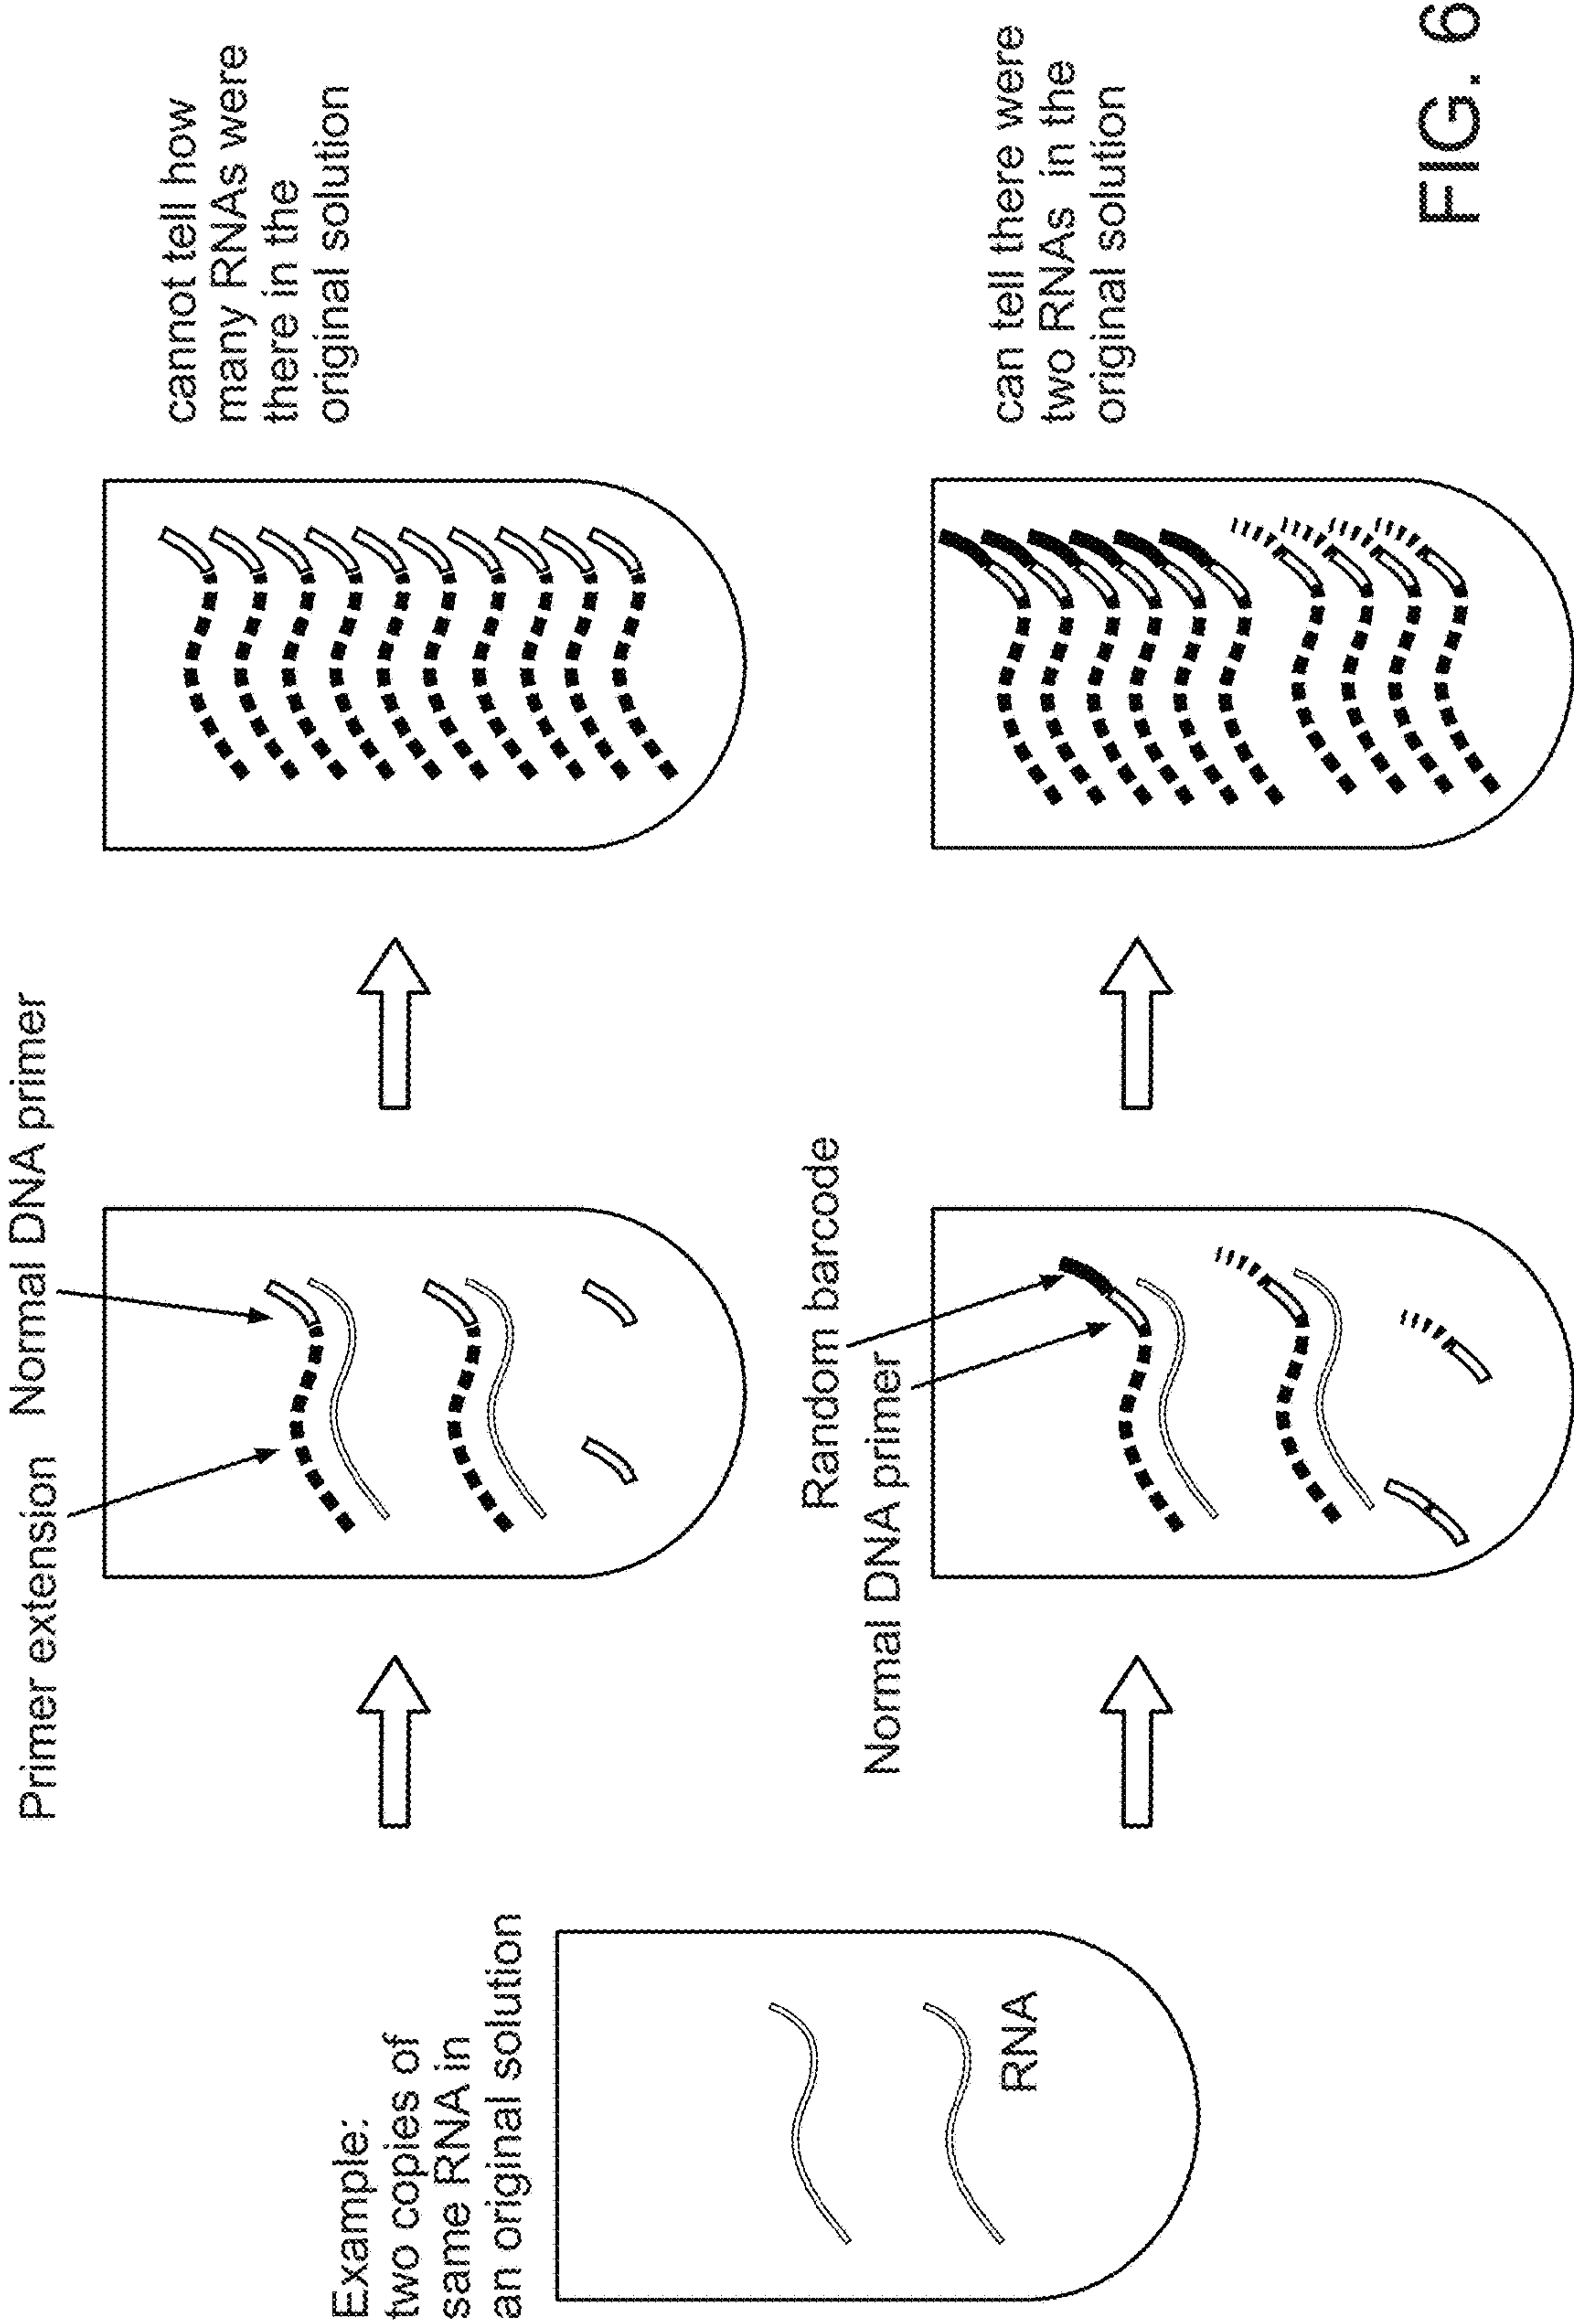 Example:
two copies of
same RNA in
an original solution
RNA
Primer extension
Normal DNA primer
cannot tell how
many RNAs were
there in the
original solution
Random barcode
Normal DNA primer
can tell there were
two RNAs in the
original solution
FIG. 6